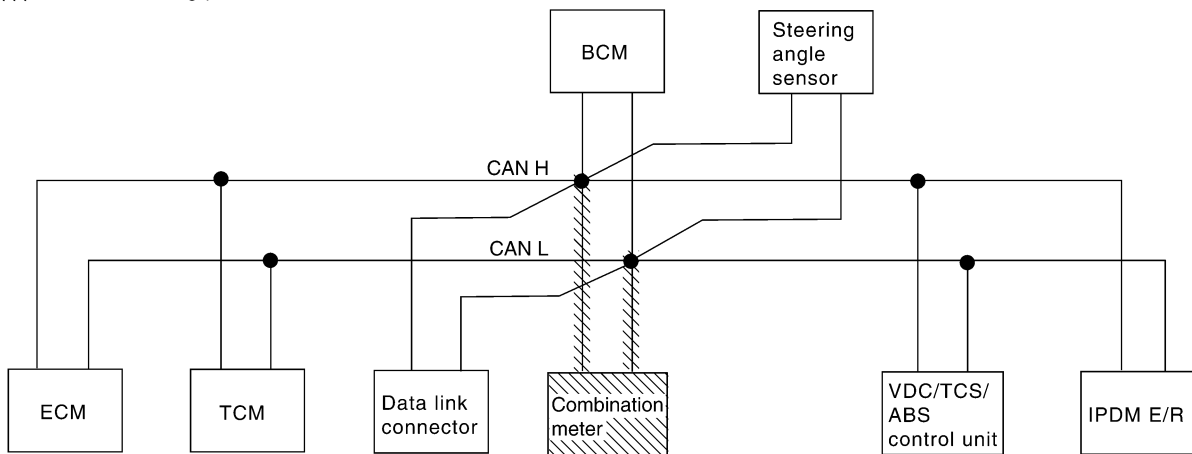 BCM
Steering
angle
sensor
CAN H
CAN L
ECM
TCM
Data link
connector
Combination
meter
VDC/TCS/
ABS
control unit
IPDM E/R